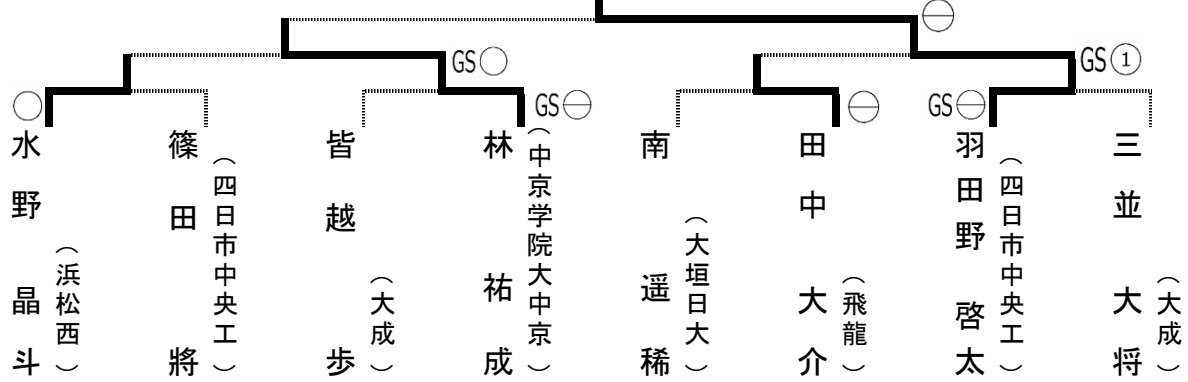 GS
GS①
GS
GS
水野 晶斗
（浜松西）
篠田 將
（四日市中央工）
皆越 歩
（大成）
林 祐成
（中京学院大中京）
南 遥稀
（大垣日大）
田中 大介
（飛龍）
羽田野 啓太
（四日市中央工）
三並 大将
（大成）